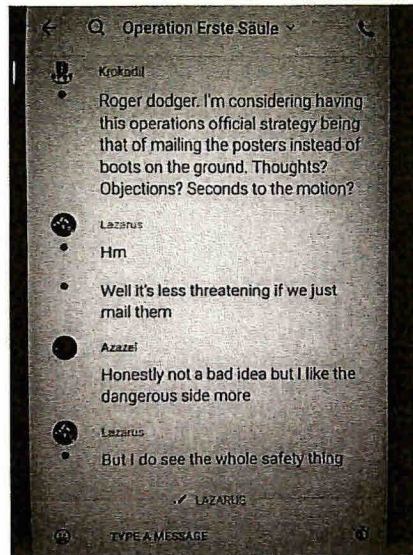 Operation Erste Säule
Krokodil
Roger dodger. I'm considering having
this operations official strategy being
that of mailing the posters instead of
boots on the ground. Thoughts?
Objections? Seconds to the motion?
Lazarus
Hm
Well it's less threatening if we just
mail them
Azazel
Honestly not a bad idea but I like the
dangerous side more
Lazarus
But I do see the whole safety thing
LAZARUS
TYPE A MESSAGE